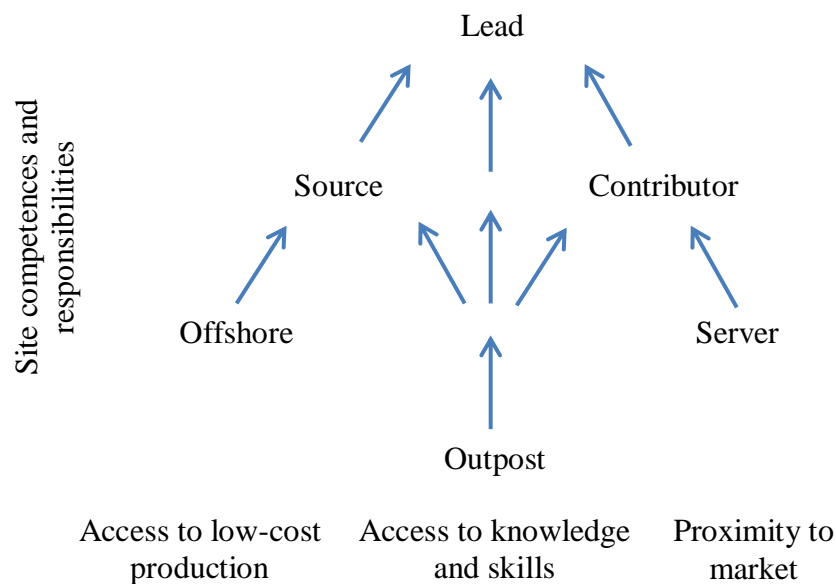 Lead
Site competences and
responsibilities
Source
Contributor
Offshore
Server
Outpost
Access to low-cost
production
Access to knowledge
and skills
Proximity to
market